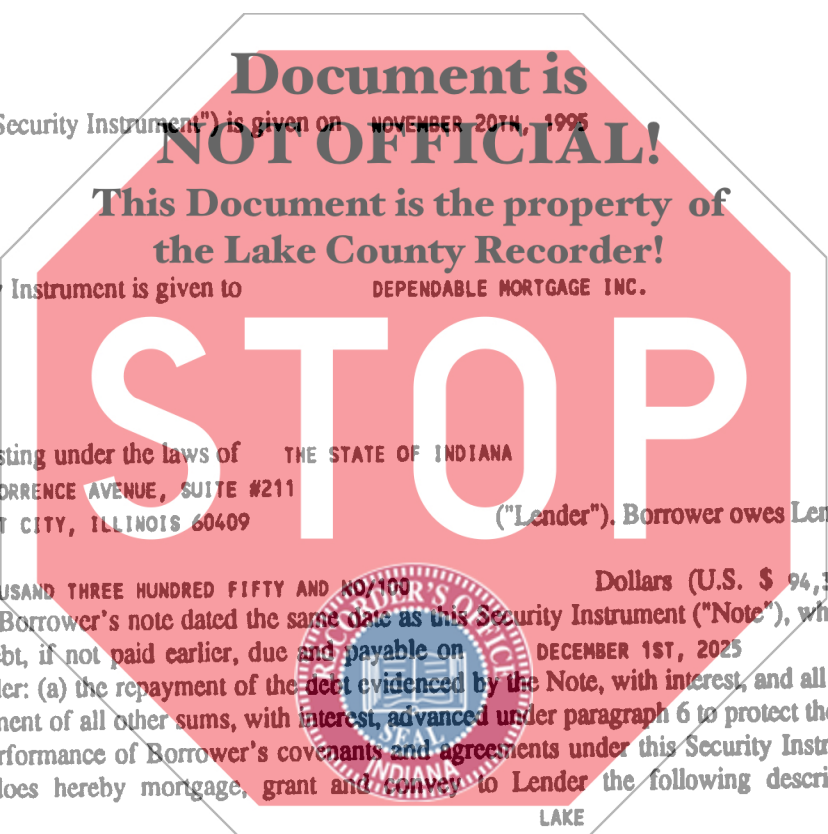 Document is
Security Instrument") is given on NOVEMBER 20TH, 1995
NOT OFFICIAL!
This Document is the property of
the Lake County Recorder!
Instrument is given to DEPENDABLE MORTGAGE INC.
STOP
sting under the laws of THE STATE OF INDIANA
ORRENCE AVENUE, SUITE #211
T CITY, ILLINOIS 60409
("Lender"). Borrower owes Len
USAND THREE HUNDRED FIFTY AND NO/100 Dollars (U.S. $ 94,3
Borrower's note dated the same date as this Security Instrument ("Note"), wh
bt, if not paid earlier, due and payable on DECEMBER 1ST, 2025
er: (a) the repayment of the debt evidenced by the Note, with interest, and all
ment of all other sums, with interest, advanced under paragraph 6 to protect the
rformance of Borrower's covenants and agreements under this Security Instr
does hereby mortgage, grant and convey to Lender the following descri
LAKE
RECORDER'S OFFICE
SEAL
INDIANA